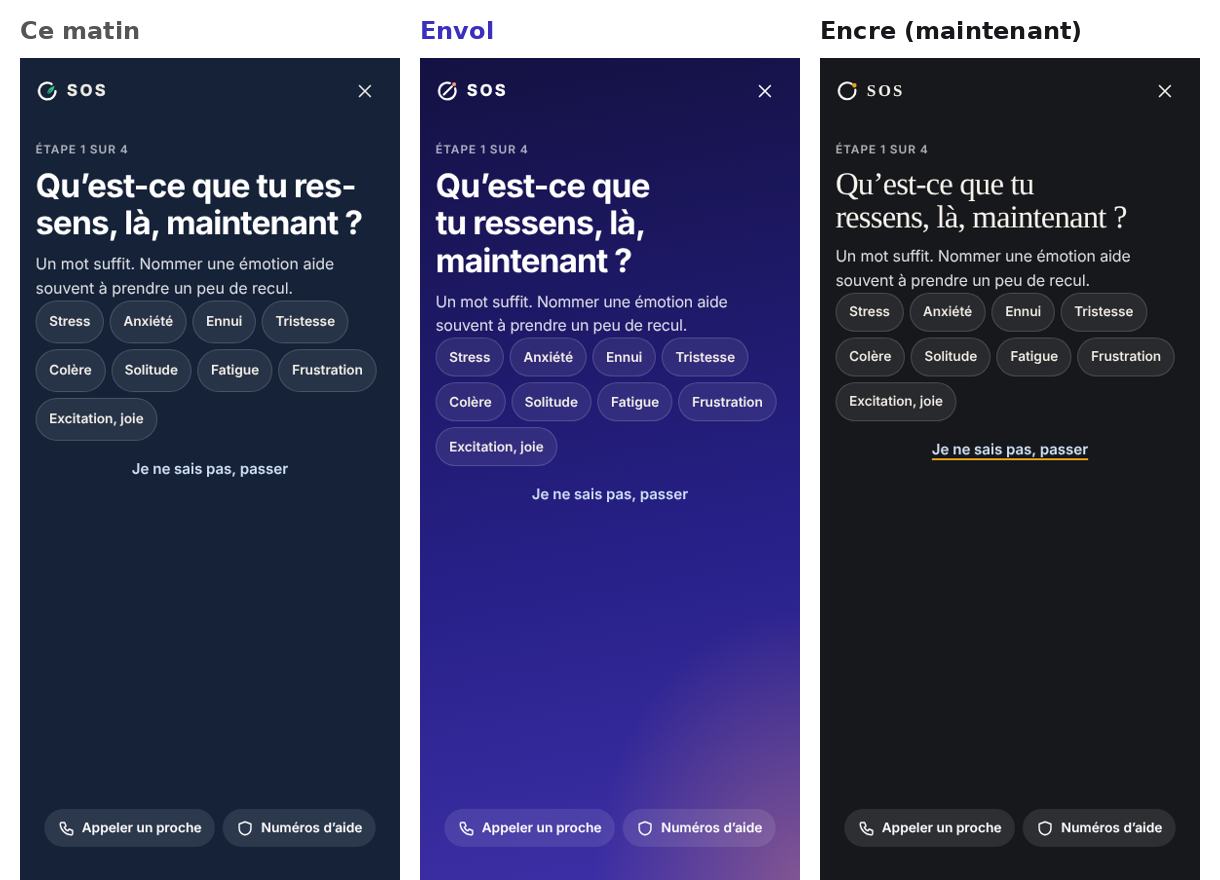 Ce matin
SOS
ÉTAPE 1 SUR 4
Qu’est-ce que tu res-
sens, là, maintenant ?
Un mot suffit. Nommer une émotion aide
souvent à prendre un peu de recul.
Stress Anxiété Ennui Tristesse
Colère Solitude Fatigue Frustration
Excitation, joie
Je ne sais pas, passer
Appeler un proche Numéros d’aide
Envol
SOS
ÉTAPE 1 SUR 4
Qu’est-ce que
tu ressens, là,
maintenant ?
Un mot suffit. Nommer une émotion aide
souvent à prendre un peu de recul.
Stress Anxiété Ennui Tristesse
Colère Solitude Fatigue Frustration
Excitation, joie
Je ne sais pas, passer
Appeler un proche Numéros d’aide
Encre (maintenant)
SOS
ÉTAPE 1 SUR 4
Qu’est-ce que tu
ressens, là, maintenant ?
Un mot suffit. Nommer une émotion aide
souvent à prendre un peu de recul.
Stress Anxiété Ennui Tristesse
Colère Solitude Fatigue Frustration
Excitation, joie
Je ne sais pas, passer
Appeler un proche Numéros d’aide